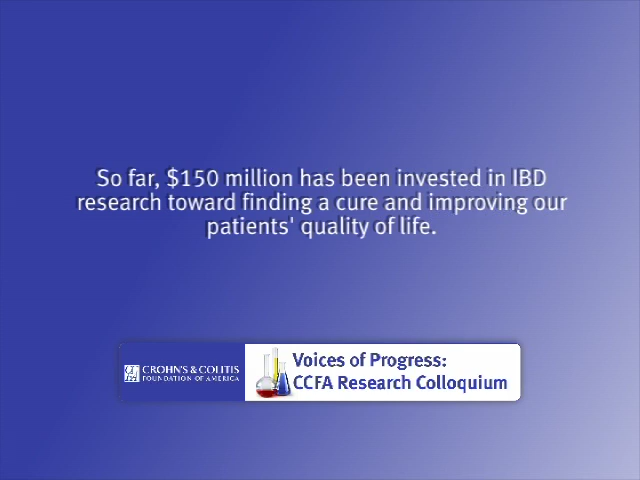 So far, $150 million has been invested in IBD
research toward finding a cure and improving our
patients' quality of life.
CROHN'S & COLITIS
FOUNDATION OF AMERICA
Voices of Progress:
CCFA Research Colloquium